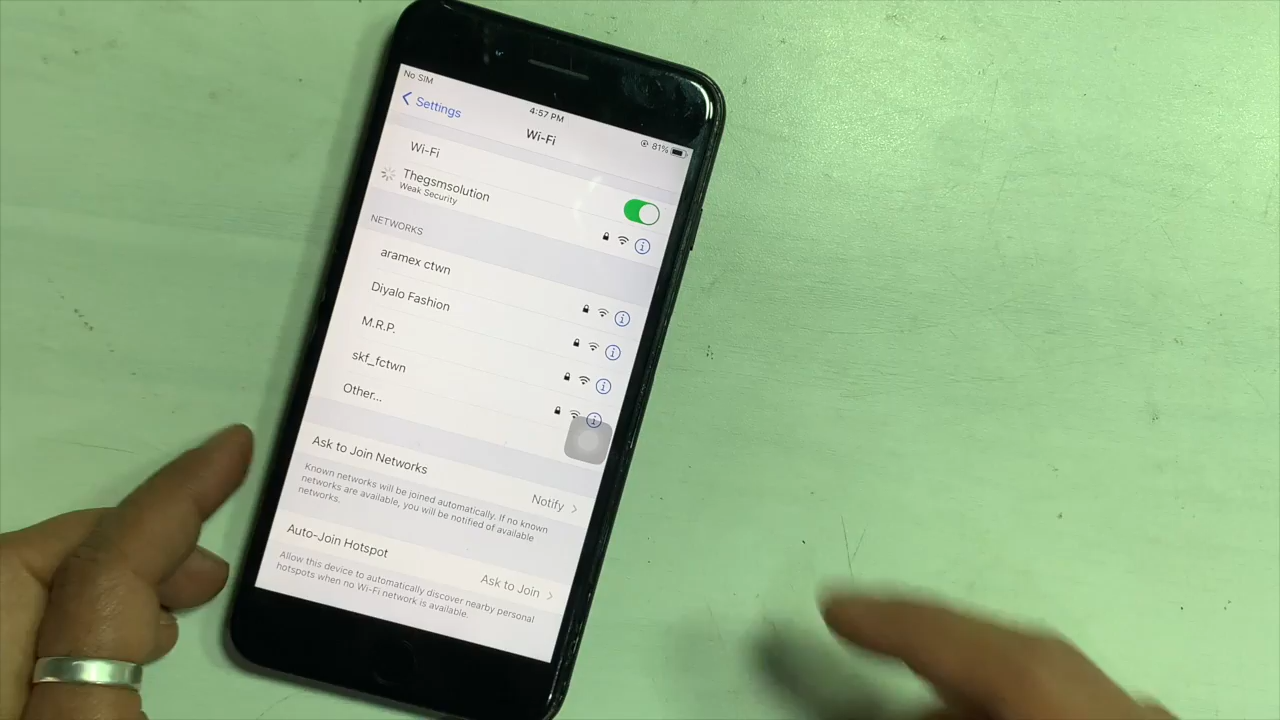 No SIM
4:57 PM
81%
Settings
Wi-Fi
Wi-Fi
Thegsmsolution
Weak Security
NETWORKS
aramex ctwn
Diyalo Fashion
M.R.P.
skf_fctwn
Other...
Ask to Join Networks
Notify
Known networks will be joined automatically. If no known
networks are available, you will be notified of available
networks.
Auto-Join Hotspot
Ask to Join
Allow this device to automatically discover nearby personal
hotspots when no Wi-Fi network is available.